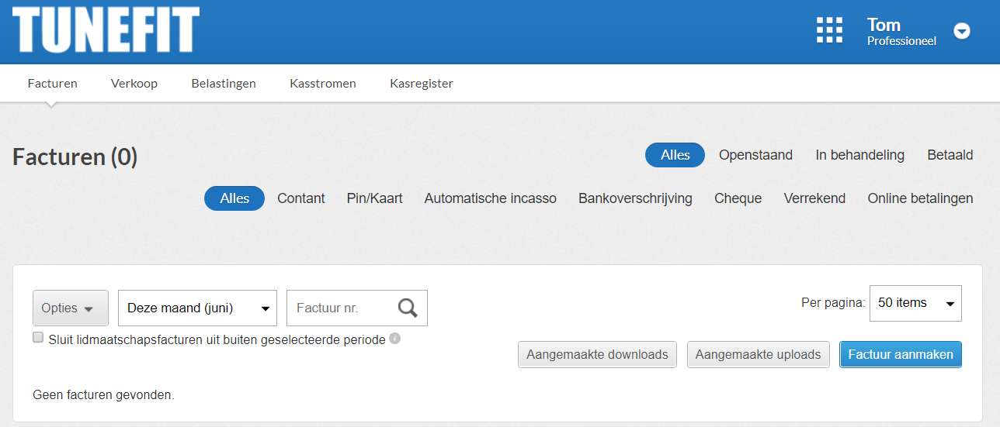 TUNEFIT
Tom
Professioneel
Facturen Verkoop Belastingen Kasstromen Kasregister
Facturen (0)
Alles Openstaand In behandeling Betaald
Alles Contant Pin/Kaart Automatische incasso Bankoverschrijving Cheque Verrekend Online betalingen
Opties Deze maand (juni) Factuur nr. Per pagina: 50 items
Sluit lidmaatschapsfacturen uit buiten geselecteerde periode i
Aangemaakte downloads Aangemaakte uploads Factuur aanmaken
Geen facturen gevonden.